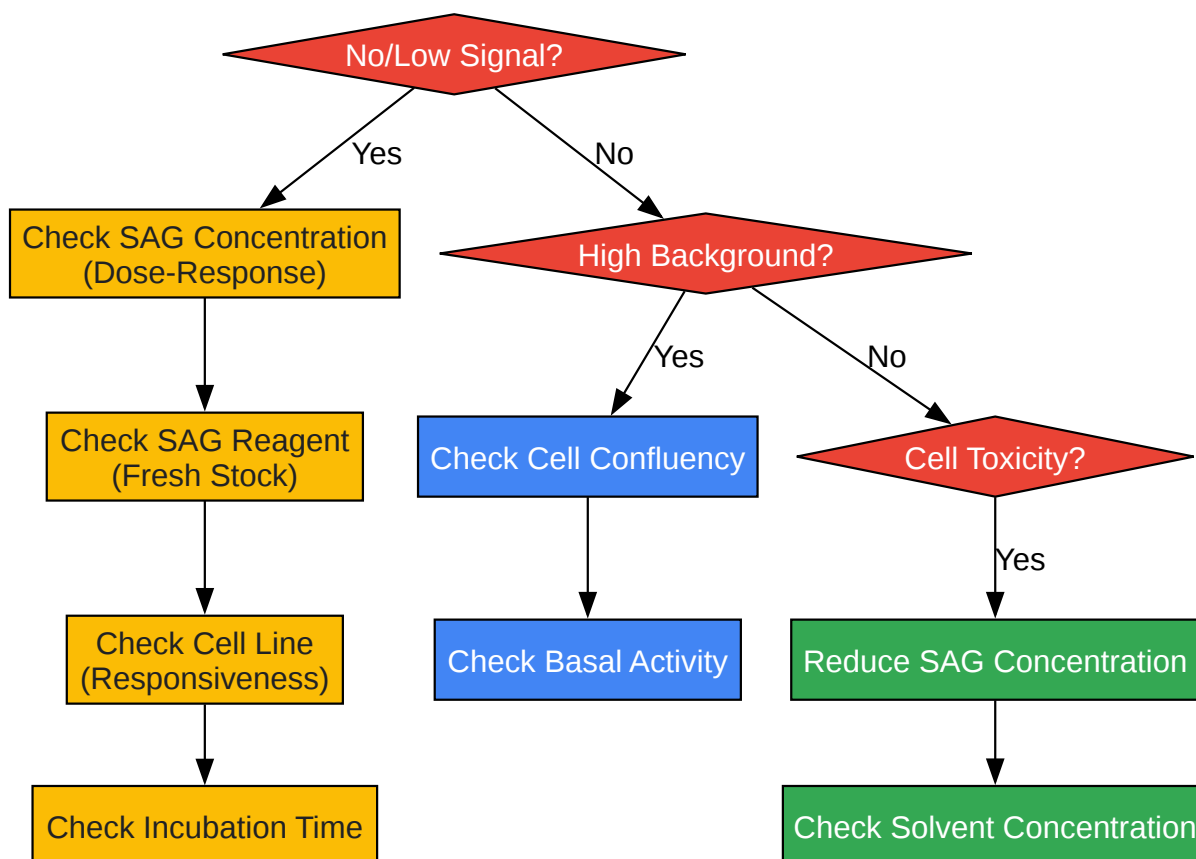 No/Low Signal?
Yes
No
Check SAG Concentration
(Dose-Response)
High Background?
Yes
No
Check SAG Reagent
(Fresh Stock)
Check Cell Confluency
Cell Toxicity?
Yes
Check Cell Line
(Responsiveness)
Check Basal Activity
Reduce SAG Concentration
Check Incubation Time
Check Solvent Concentration